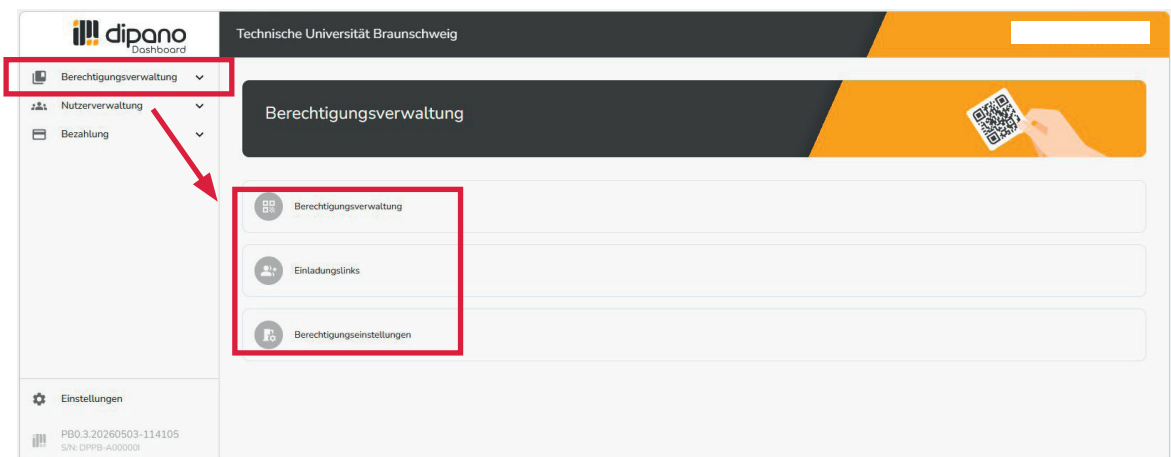 dipano
Dashboard
Technische Universität Braunschweig
Berechtigungsverwaltung
Nutzerverwaltung
Bezahlung
Berechtigungsverwaltung
Berechtigungsverwaltung
Einladungslinks
Berechtigungseinstellungen
Einstellungen
PB0.3.20260503-114105
S/N: DPPB-A00000I